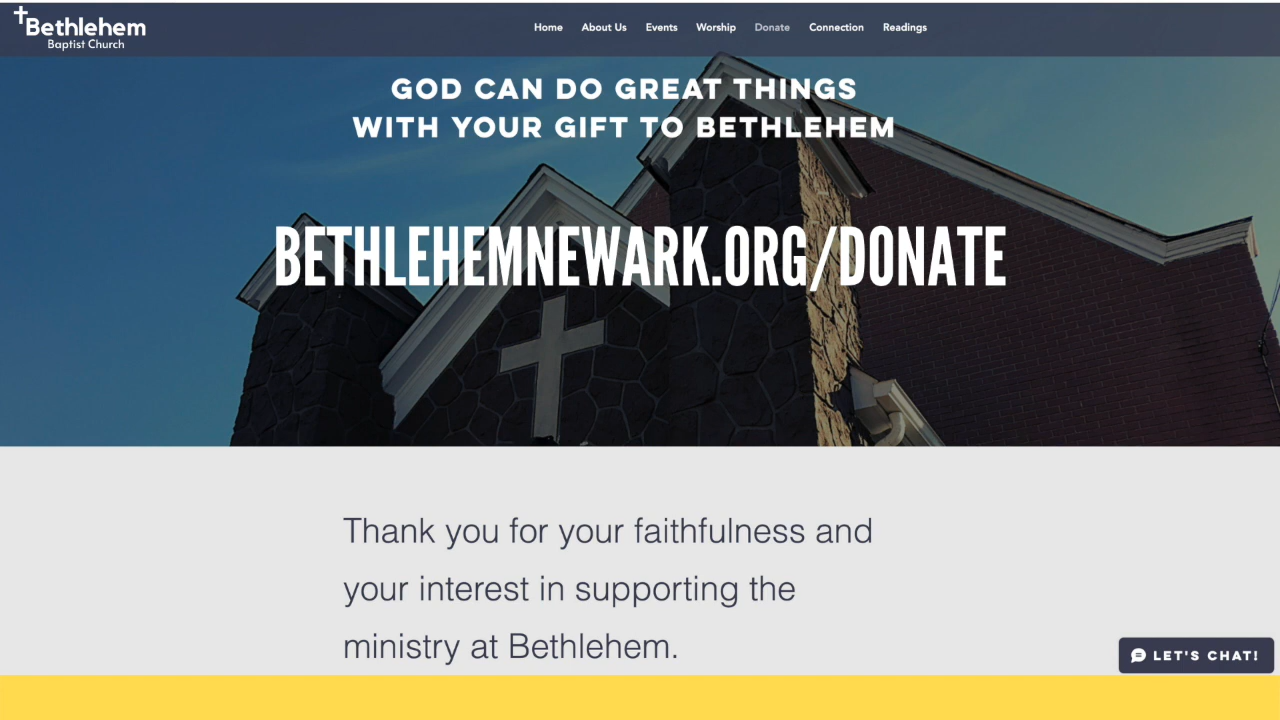 Bethlehem
Baptist Church
Home About Us Events Worship Donate Connection Readings
GOD CAN DO GREAT THINGS
WITH YOUR GIFT TO BETHLEHEM
BETHLEHEMNEWARK.ORG/DONATE
Thank you for your faithfulness and
your interest in supporting the
ministry at Bethlehem.
LET'S CHAT!